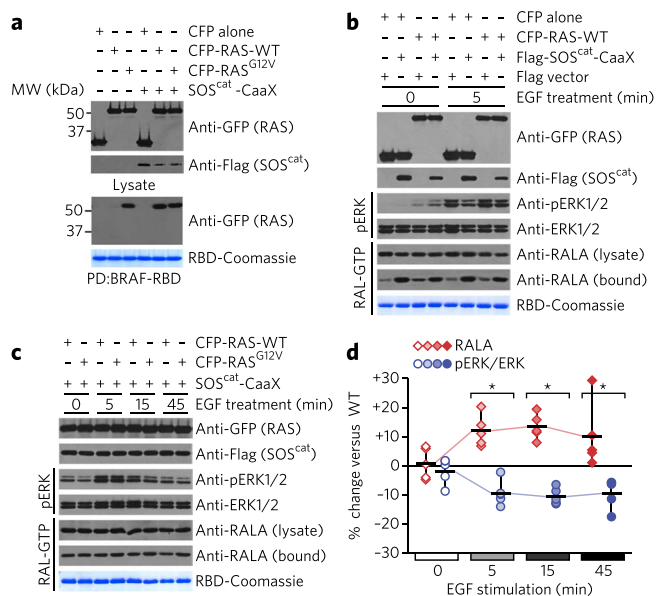 a
+ + CFP alone
+ + CFP-RAS-WT
+ + CFP-RASG12V
+ + + SOScat -CaaX
MW (kDa)
50
37
Anti-GFP (RAS)
Anti-Flag (SOScat)
Lysate
50
37
Anti-GFP (RAS)
RBD-Coomassie
PD:BRAF-RBD
b
+ + + + CFP alone
+ + + + CFP-RAS-WT
+ + + + Flag-SOScat-CaaX
+ + + + Flag vector
0 5 EGF treatment (min)
Anti-GFP (RAS)
Anti-Flag (SOScat)
pERK
Anti-pERK1/2
Anti-ERK1/2
RAL-GTP
Anti-RALA (lysate)
Anti-RALA (bound)
RBD-Coomassie
c
+ + + + CFP-RAS-WT
+ + + + CFP-RASG12V
+ + + + + + + + SOScat-CaaX
0 5 15 45 EGF treatment (min)
Anti-GFP (RAS)
Anti-Flag (SOScat)
pERK
Anti-pERK1/2
Anti-ERK1/2
RAL-GTP
Anti-RALA (lysate)
Anti-RALA (bound)
RBD-Coomassie
d
RALA
pERK/ERK
% change versus WT
+30
+20
+10
0
−10
−20
−30
* * *
0 5 15 45
EGF stimulation (min)